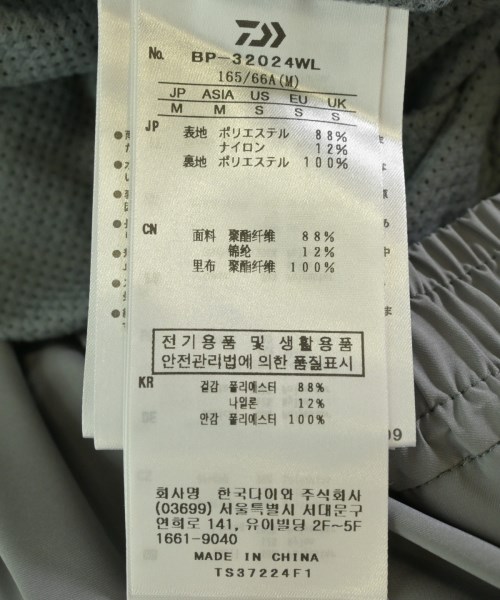 No. BP-32024WL
165/66A(M)
JP ASIA US EU UK
M M S S S
JP 表地 ポリエステル 88%
ナイロン 12%
裏地 ポリエステル 100%
CN 面料 聚酯纤维 88%
锦纶 12%
里布 聚酯纤维 100%
전기용품 및 생활용품
안전관리법에 의한 품질표시
KR 겉감 폴리에스터 88%
나일론 12%
안감 폴리에스터 100%
회사명 한국다이와 주식회사
(03699) 서울특별시 서대문구
연희로 141, 유이빌딩 2F~5F
1661-9040
MADE IN CHINA
TS37224F1
09